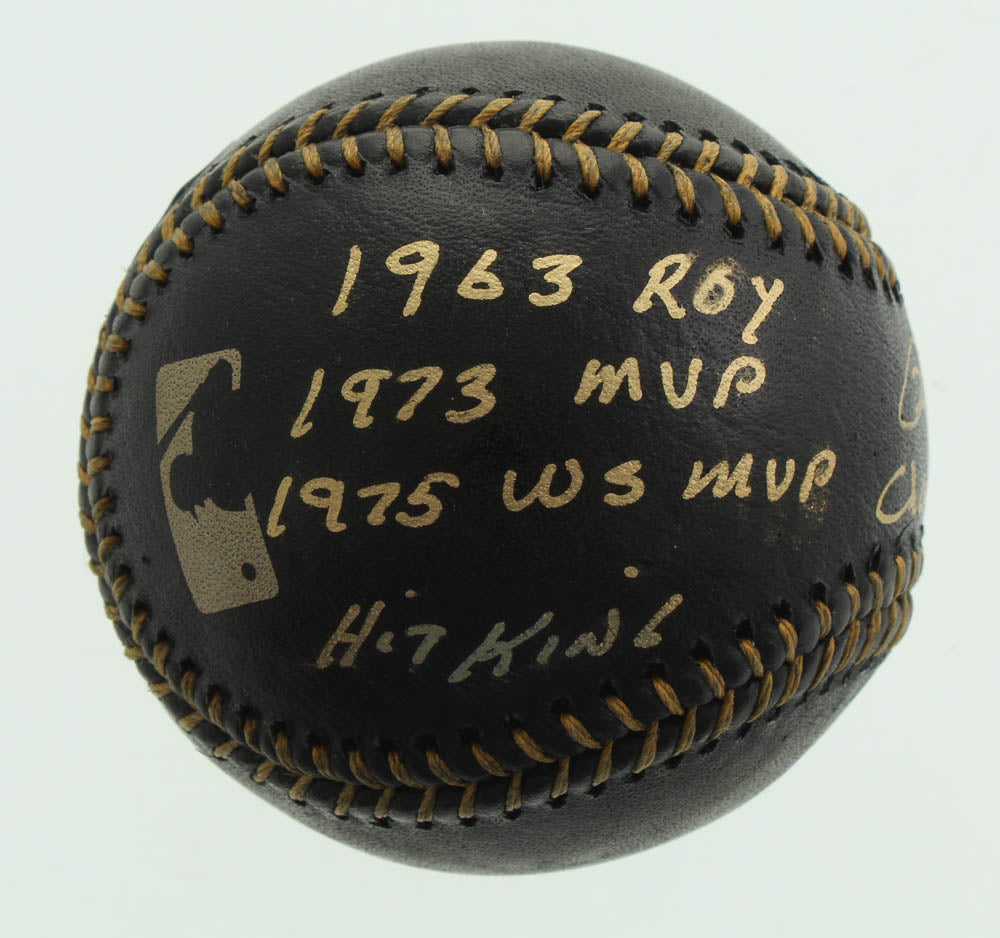 1963 ROY
1973 MVP
1975 WS MVP
Hit King